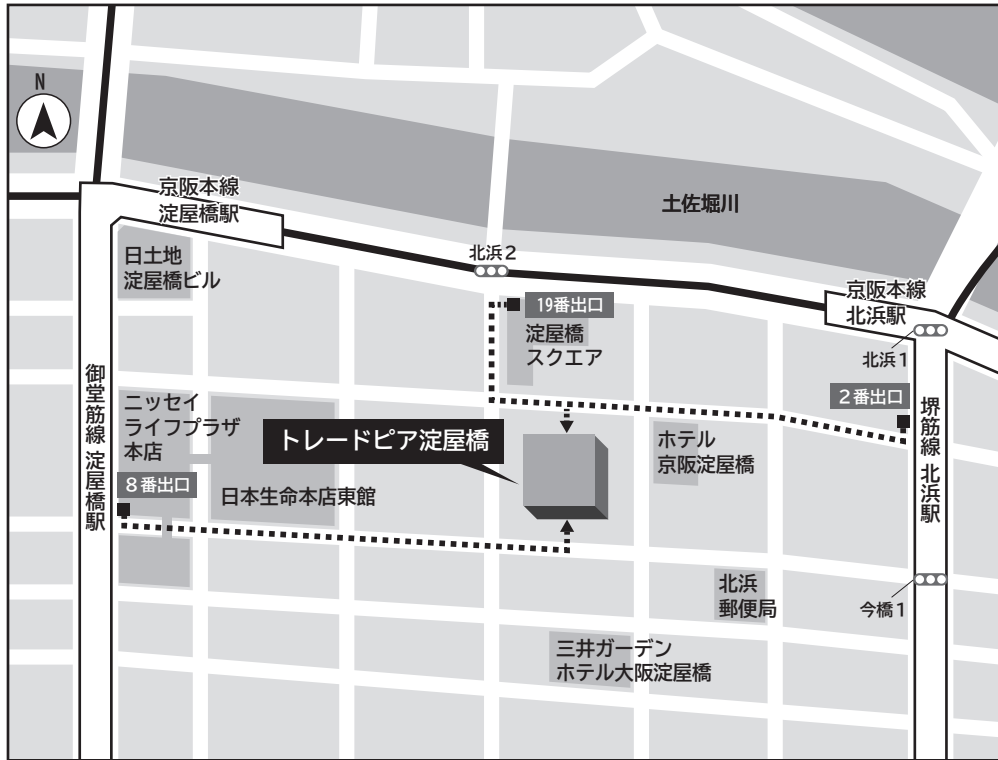 N
京阪本線
淀屋橋駅
土佐堀川
日土地
淀屋橋ビル
北浜2
19番出口
淀屋橋
スクエア
京阪本線
北浜駅
北浜1
2番出口
御堂筋線 淀屋橋駅
ニッセイ
ライフプラザ
本店
トレードピア淀屋橋
ホテル
京阪淀屋橋
堺筋線 北浜駅
8番出口
日本生命本店東館
北浜
郵便局
今橋1
三井ガーデン
ホテル大阪淀屋橋